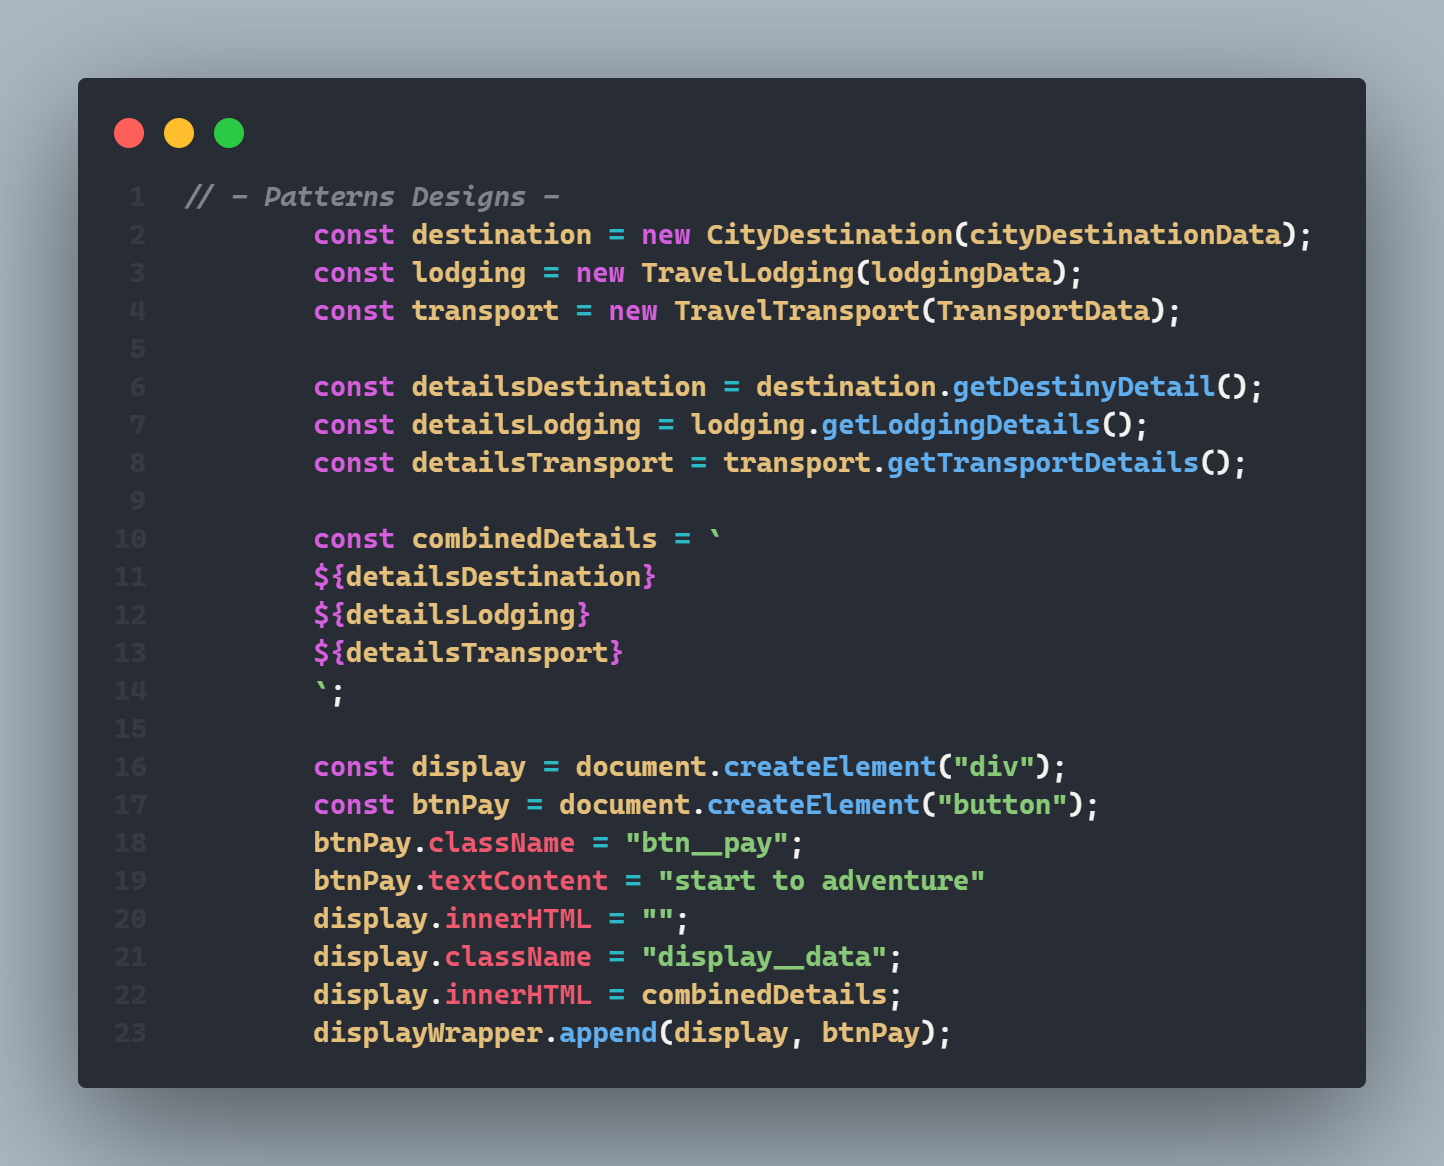 1 // - Patterns Designs -
2 const destination = new CityDestination(cityDestinationData);
3 const lodging = new TravelLodging(lodgingData);
4 const transport = new TravelTransport(TransportData);
5
6 const detailsDestination = destination.getDestinyDetail();
7 const detailsLodging = lodging.getLodgingDetails();
8 const detailsTransport = transport.getTransportDetails();
9
10 const combinedDetails = `
11 ${detailsDestination}
12 ${detailsLodging}
13 ${detailsTransport}
14 `;
15
16 const display = document.createElement("div");
17 const btnPay = document.createElement("button");
18 btnPay.className = "btn__pay";
19 btnPay.textContent = "start to adventure"
20 display.innerHTML = "";
21 display.className = "display__data";
22 display.innerHTML = combinedDetails;
23 displayWrapper.append(display, btnPay);